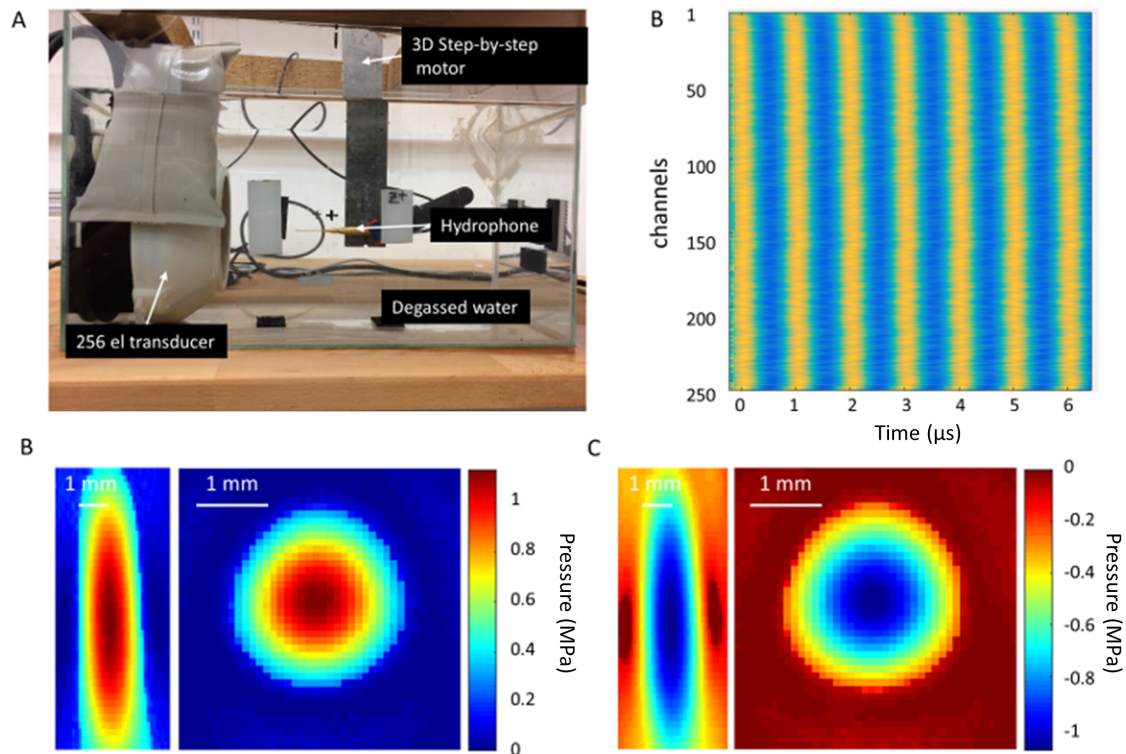 A
3D Step-by-step
motor
Hydrophone
Degassed water
256 el transducer
++
Z+
B
1
50
100
150
200
250
channels
0 1 2 3 4 5 6
Time (µs)
B
1 mm
1 mm
1
0.8
0.6
0.4
0.2
0
Pressure (MPa)
C
1 mm
1 mm
0
-0.2
-0.4
-0.6
-0.8
-1
Pressure (MPa)